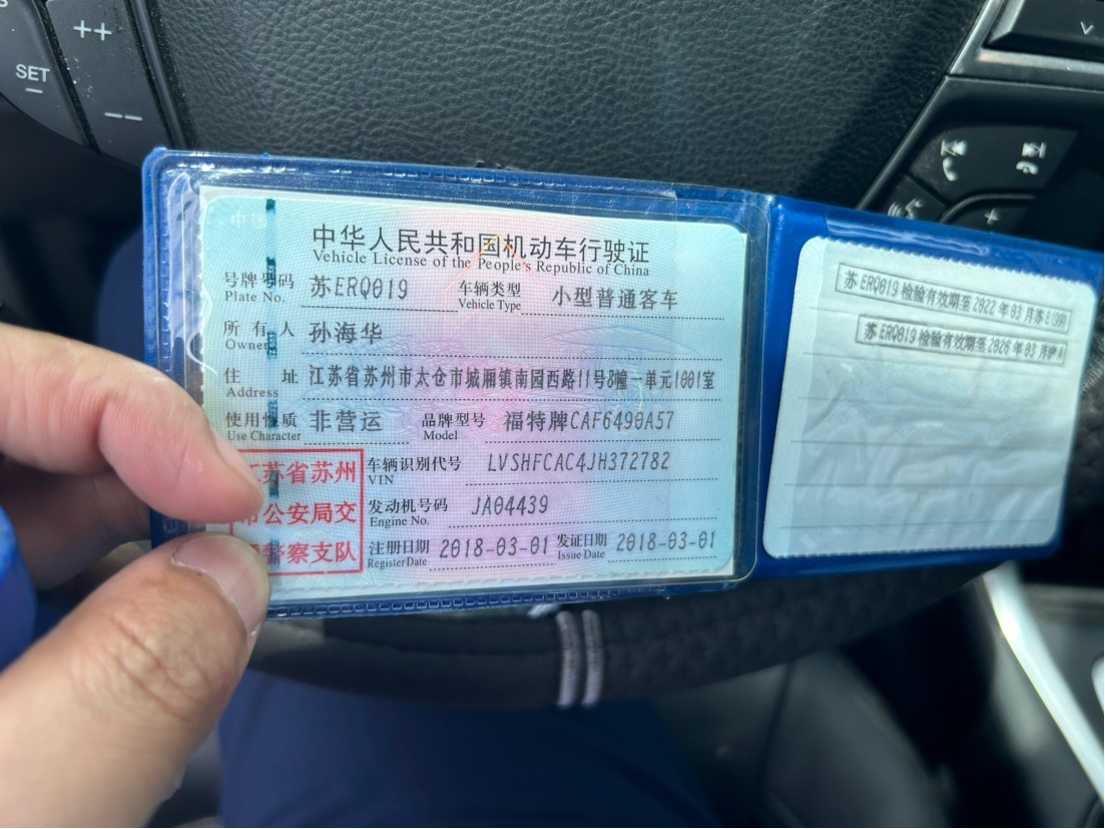 ++
SET
−
−−
中华人民共和国机动车行驶证
Vehicle License of the People's Republic of China
号牌号码 苏ERQ019 车辆类型 小型普通客车
Plate No. Vehicle Type
所有人 孙海华
Owner
住址 江苏省苏州市太仓市城厢镇南园西路11号8幢一单元1001室
Address
使用性质 非营运 品牌型号 福特牌CAF6490A57
Use Character Model
江苏省苏州
市公安局交
警察支队
车辆识别代号 LVSHFCAC4JH372782
VIN
发动机号码 JA04439
Engine No.
注册日期 2018-03-01 发证日期 2018-03-01
Register Date Issue Date
苏ERQ019检验有效期至2022年03月苏E
苏ERQ019检验有效期至2026年03月
+